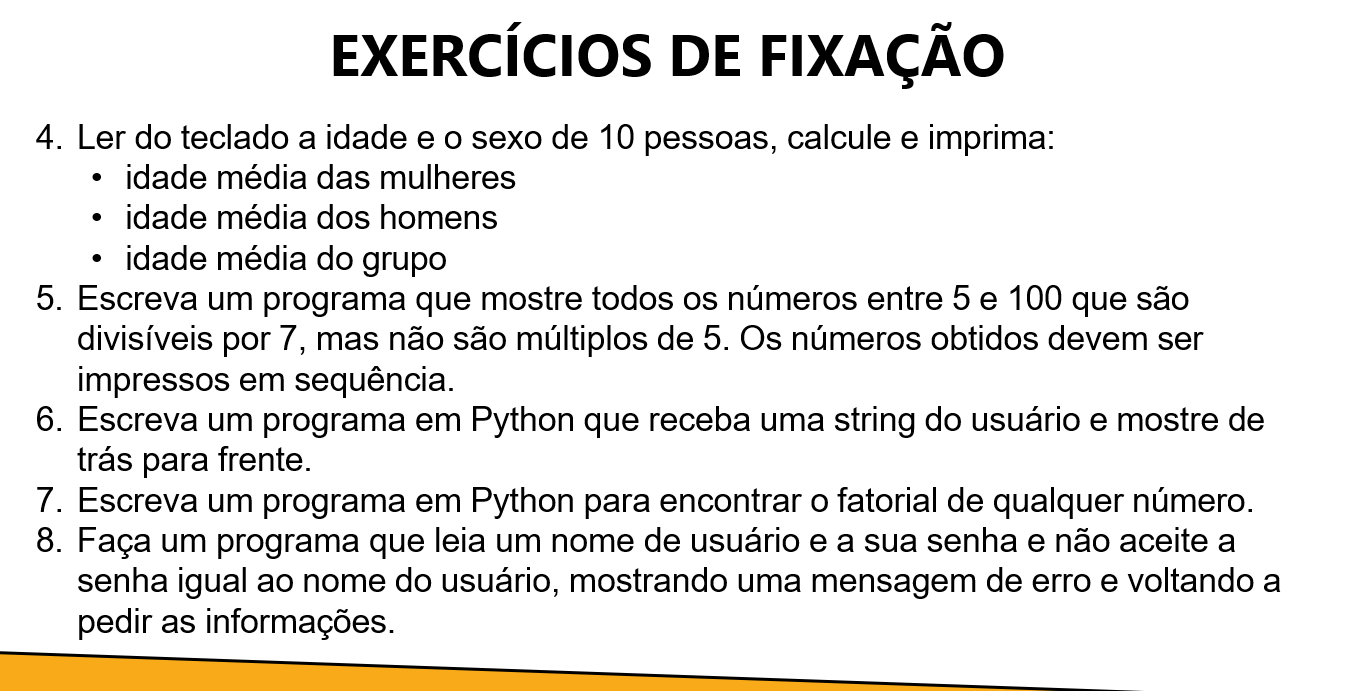 EXERCÍCIOS DE FIXAÇÃO
4. Ler do teclado a idade e o sexo de 10 pessoas, calcule e imprima:
• idade média das mulheres
• idade média dos homens
• idade média do grupo
5. Escreva um programa que mostre todos os números entre 5 e 100 que são
divisíveis por 7, mas não são múltiplos de 5. Os números obtidos devem ser
impressos em sequência.
6. Escreva um programa em Python que receba uma string do usuário e mostre de
trás para frente.
7. Escreva um programa em Python para encontrar o fatorial de qualquer número.
8. Faça um programa que leia um nome de usuário e a sua senha e não aceite a
senha igual ao nome do usuário, mostrando uma mensagem de erro e voltando a
pedir as informações.